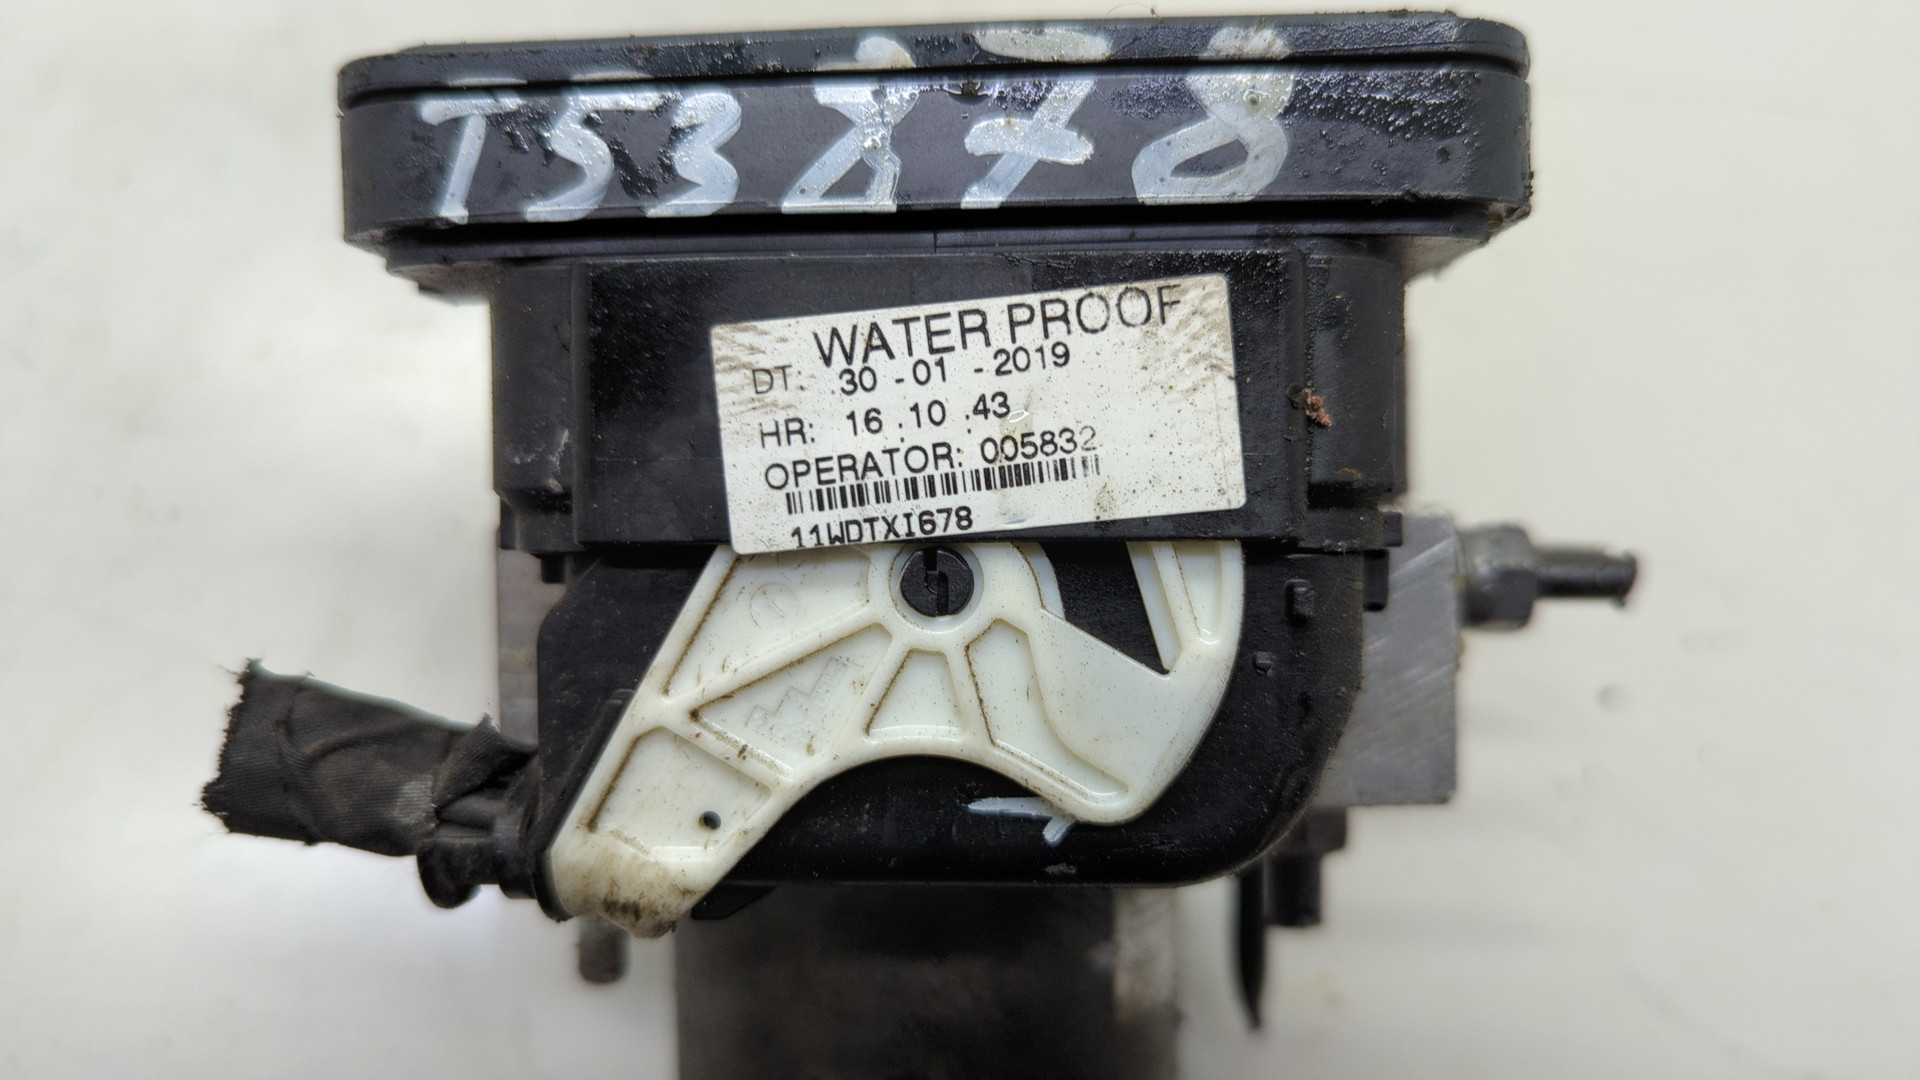 T53878
WATER PROOF
DT: 30 - 01 - 2019
HR: 16 . 10 . 43
OPERATOR: 005832
11WDTXI678